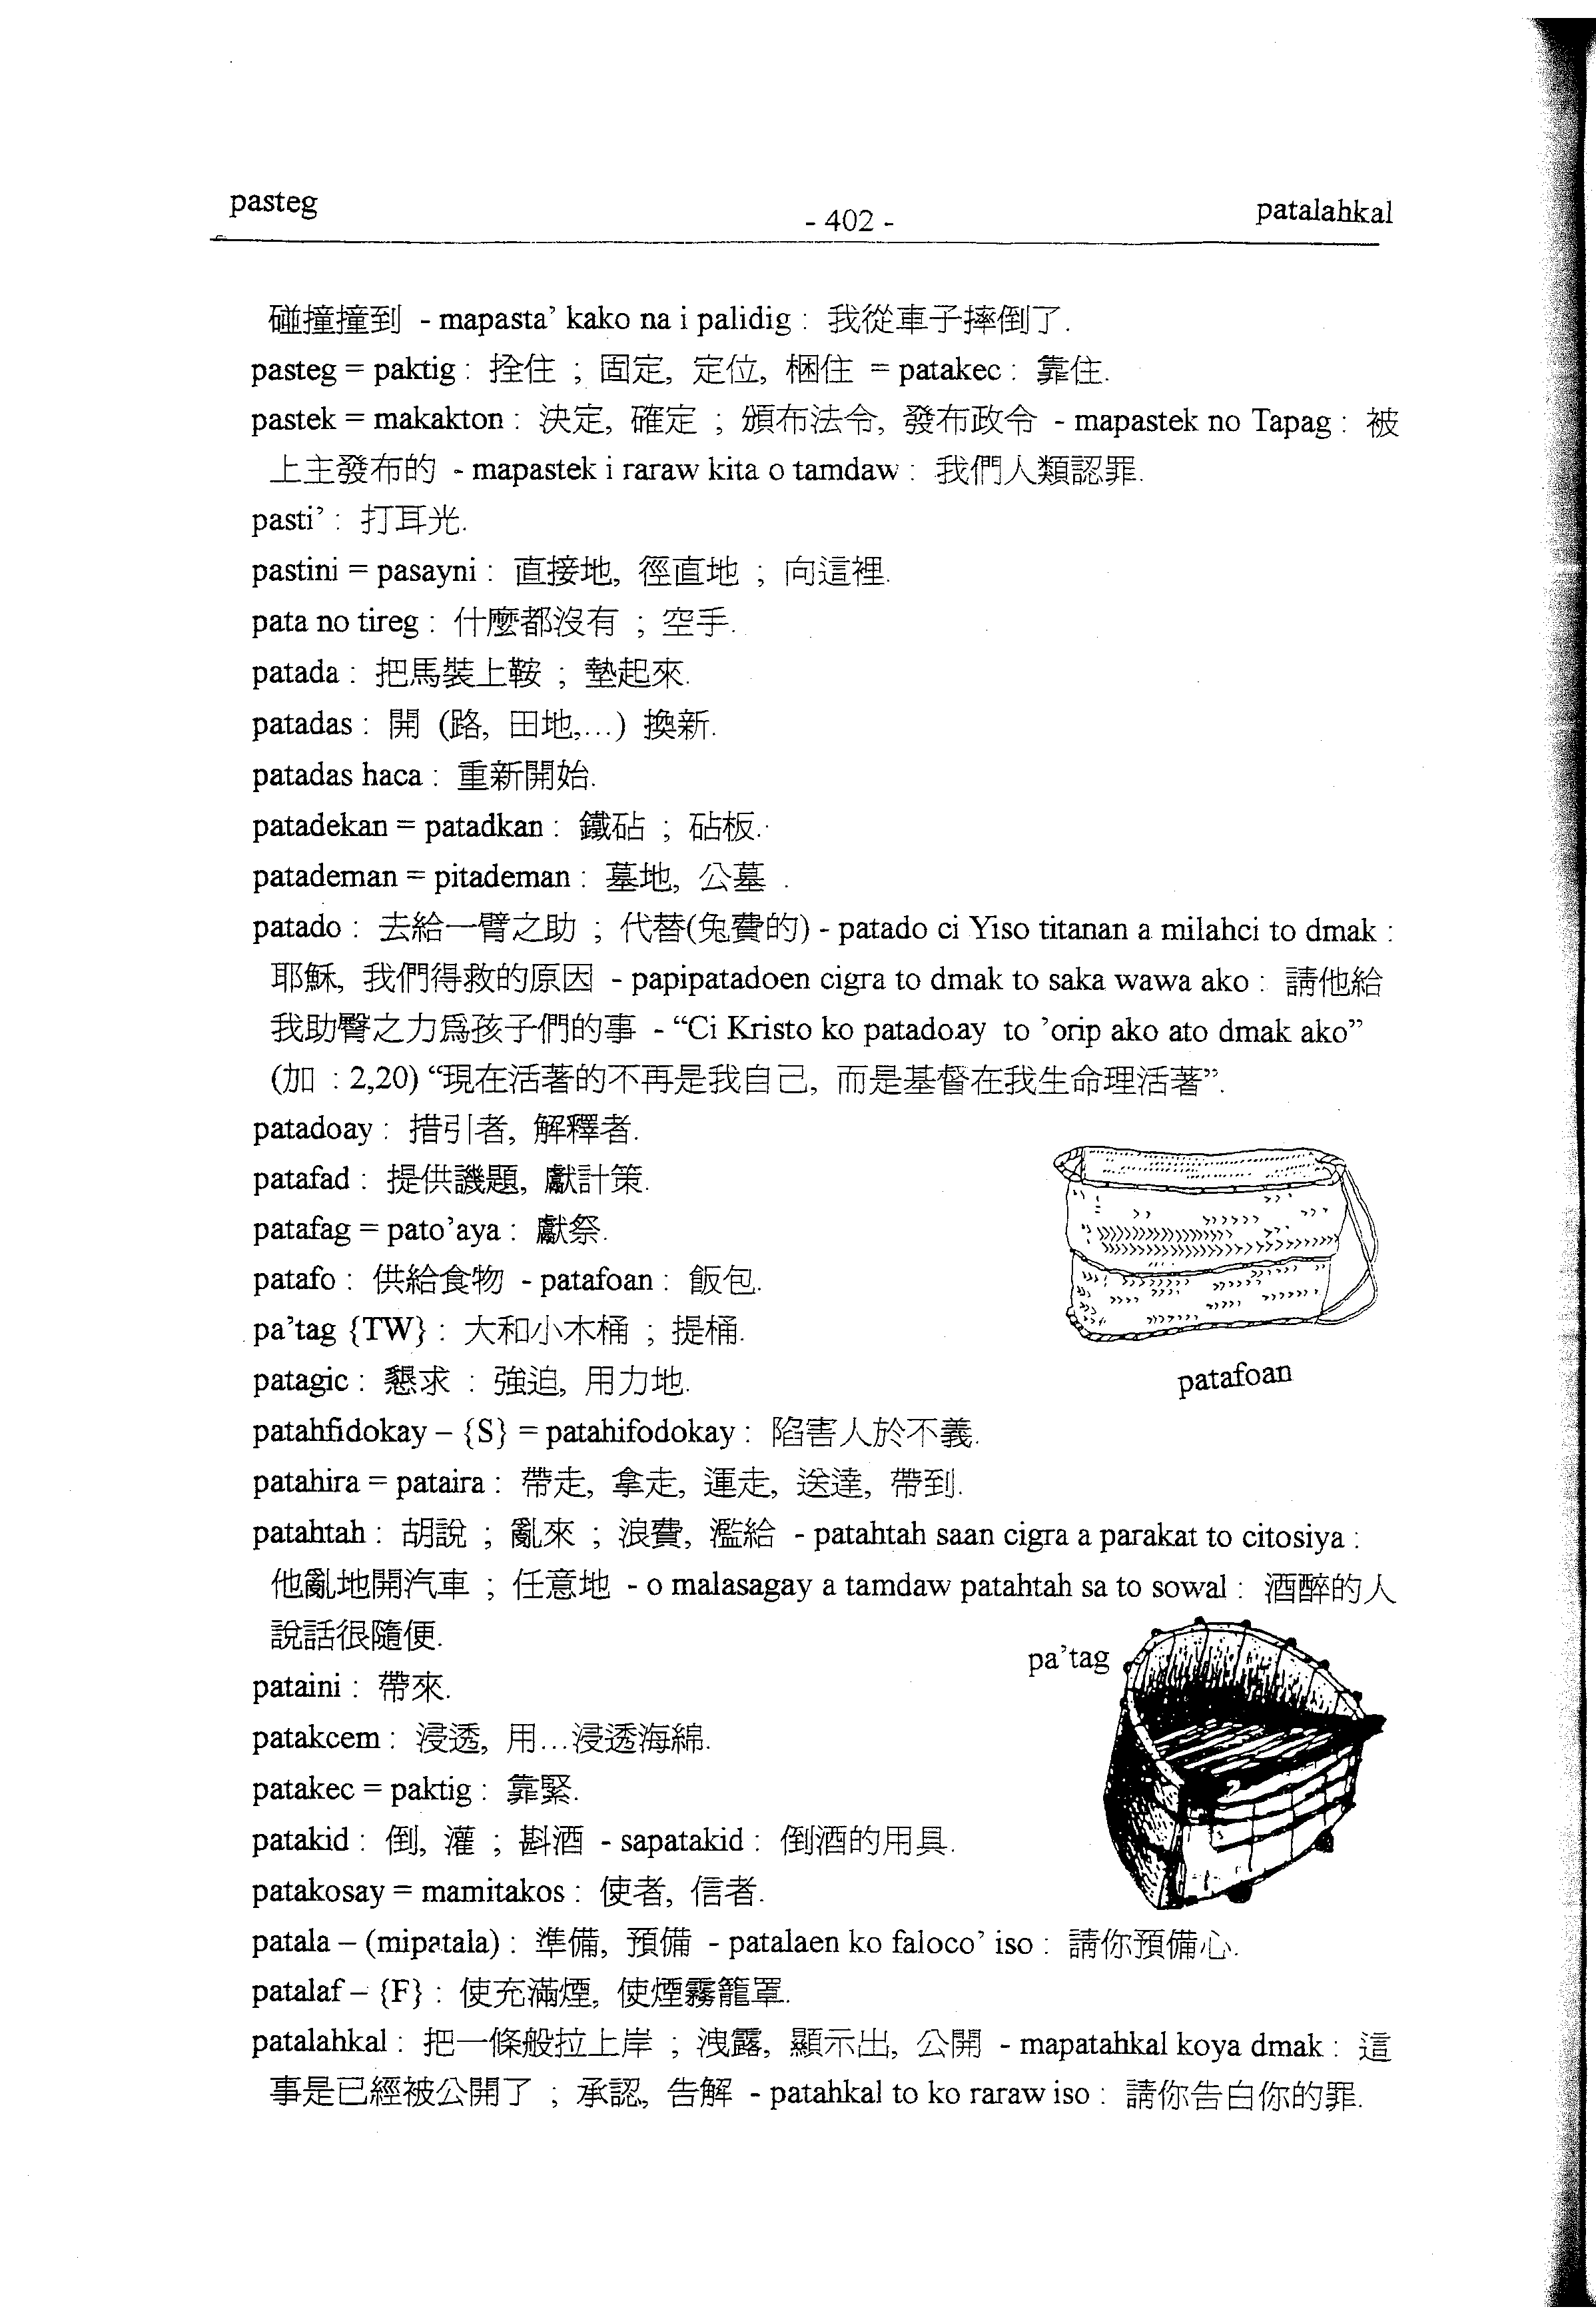 pasteg
- 402 -
patalahkal
碰撞撞到 - mapasta’ kako na i palidig : 我從車子摔倒了.
pasteg = paktig : 拴住 ; 固定, 定位, 梱住 = patakec : 靠住.
pastek = makakton : 決定, 確定 ; 頒布法令, 發布政令 - mapastek no Tapag : 被
上主發布的 - mapastek i raraw kita o tamdaw : 我們人類認罪.
pasti’ : 打耳光.
pastini = pasayni : 直接地, 徑直地 ; 向這裡.
pata no tireg : 什麼都沒有 ; 空手.
patada : 把馬裝上鞍 ; 墊起來.
patadas : 開 (路, 田地,...) 換新.
patadas haca : 重新開始.
patadekan = patadkan : 鐵砧 ; 砧板.
patademan = pitademan : 墓地, 公墓 .
patado : 去給一臂之助 ; 代替(免費的) - patado ci Yiso titanan a milahci to dmak :
耶穌, 我們得救的原因 - papipatadoen cigra to dmak to saka wawa ako : 請他給
我助臀之力爲孩子們的事 - “Ci Kristo ko patadoay to ’orip ako ato dmak ako”
(加 : 2,20) “現在活著的不再是我自己, 而是基督在我生命理活著”.
patadoay : 措引者, 解釋者.
patafad : 提供譏題, 獻計策.
patafag = pato’aya : 獻祭.
patafo : 供給食物 - patafoan : 飯包.
pa’tag {TW} : 大和小木桶 ; 提桶.
patagic : 懇求 : 強迫, 用力地.
patafoan
patahfidokay – {S} = patahifodokay : 陷害人於不義.
patahira = pataira : 帶走, 拿走, 運走, 送達, 帶到.
patahtah : 胡說 ; 亂來 ; 浪費, 濫給 - patahtah saan cigra a parakat to citosiya :
他亂地開汽車 ; 任意地 - o malasagay a tamdaw patahtah sa to sowal : 酒醉的人
說話很隨便.
pa’tag
pataini : 帶來.
patakcem : 浸透, 用...浸透海綿.
patakec = paktig : 靠緊.
patakid : 倒, 灌 ; 斟酒 - sapatakid : 倒酒的用具.
patakosay = mamitakos : 使者, 信者.
patala – (mipatala) : 準備, 預備 - patalaen ko faloco’ iso : 請你預備心.
patalaf – {F} : 使充滿煙, 使煙霧籠罩.
patalahkal : 把一條般拉上岸 ; 洩露, 顯示出, 公開 - mapatahkal koya dmak : 這
事是已經被公開了 ; 承認, 告解 - patahkal to ko raraw iso : 請你告白你的罪.